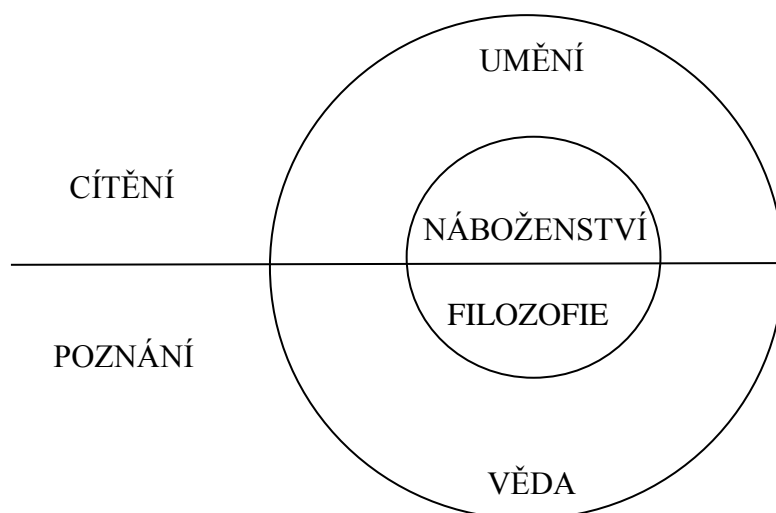 UMĚNÍ
CÍTĚNÍ
NÁBOŽENSTVÍ
FILOZOFIE
POZNÁNÍ
VĚDA